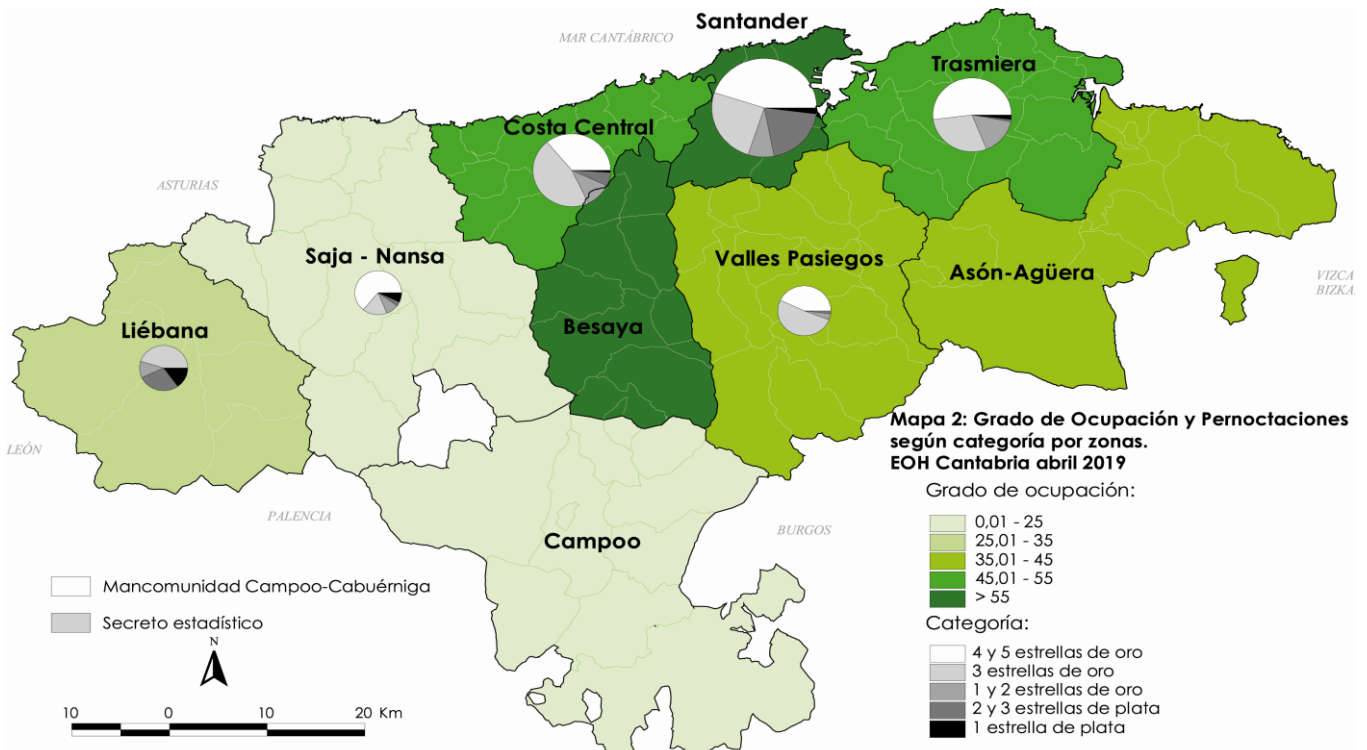 Santander
MAR CANTÁBRICO
Trasmiera
Costa Central
ASTURIAS
Saja - Nansa
Valles Pasiegos
Asón-Agüera
VIZCA
BIZKA
Liébana
Besaya
LEÓN
PALENCIA
BURGOS
Campoo
Mapa 2: Grado de Ocupación y Pernoctaciones
según categoría por zonas.
EOH Cantabria abril 2019
Grado de ocupación:
0,01 - 25
25,01 - 35
35,01 - 45
45,01 - 55
> 55
Categoría:
4 y 5 estrellas de oro
3 estrellas de oro
1 y 2 estrellas de oro
2 y 3 estrellas de plata
1 estrella de plata
Mancomunidad Campoo-Cabuérniga
Secreto estadístico
N
10 0 10 20 Km